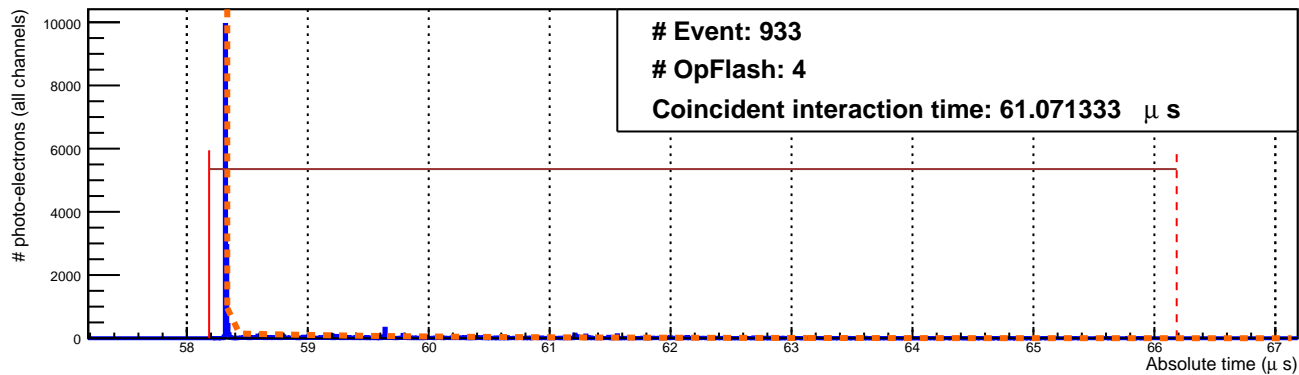 # Event: 933
# OpFlash: 4
Coincident interaction time: 61.071333 μ s
# photo-electrons (all channels)
10000
8000
6000
4000
2000
0
58 59 60 61 62 63 64 65 66 67
Absolute time (μ s)